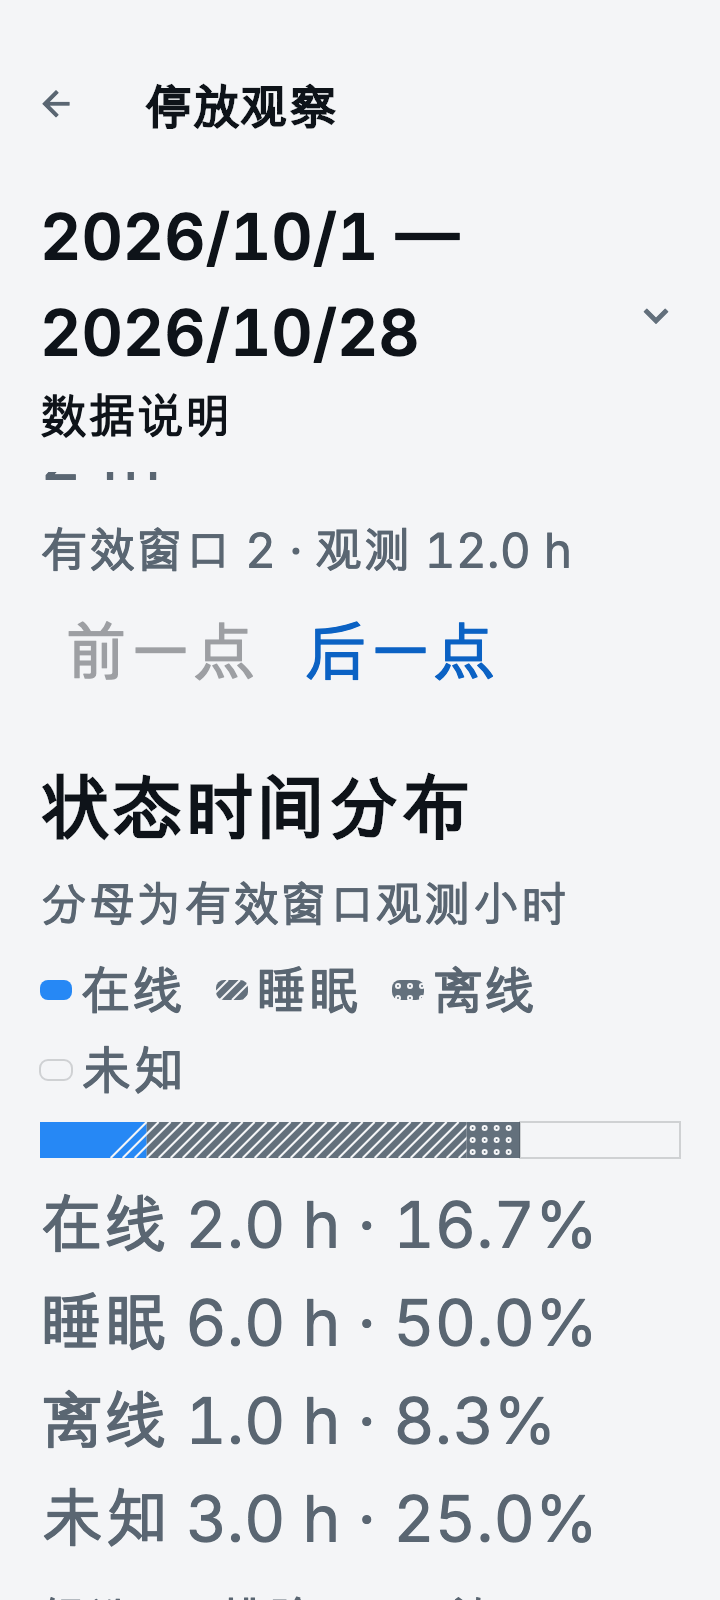 停放观察
2026/10/1 —
2026/10/28
数据说明
有效窗口 2 · 观测 12.0 h
前一点 后一点
状态时间分布
分母为有效窗口观测小时
在线 睡眠 离线
未知
在线 2.0 h · 16.7%
睡眠 6.0 h · 50.0%
离线 1.0 h · 8.3%
未知 3.0 h · 25.0%